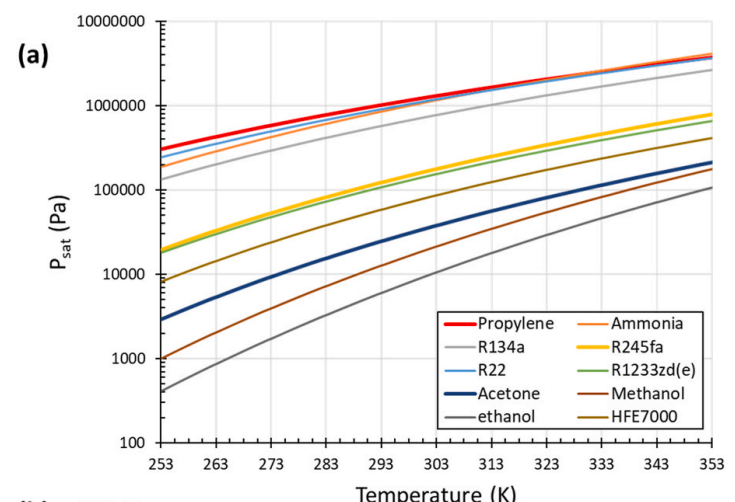 (a)
10000000
1000000
100000
10000
1000
100
P_sat (Pa)
Propylene Ammonia
R134a R245fa
R22 R1233zd(e)
Acetone Methanol
ethanol HFE7000
253 263 273 283 293 303 313 323 333 343 353
Temperature (K)